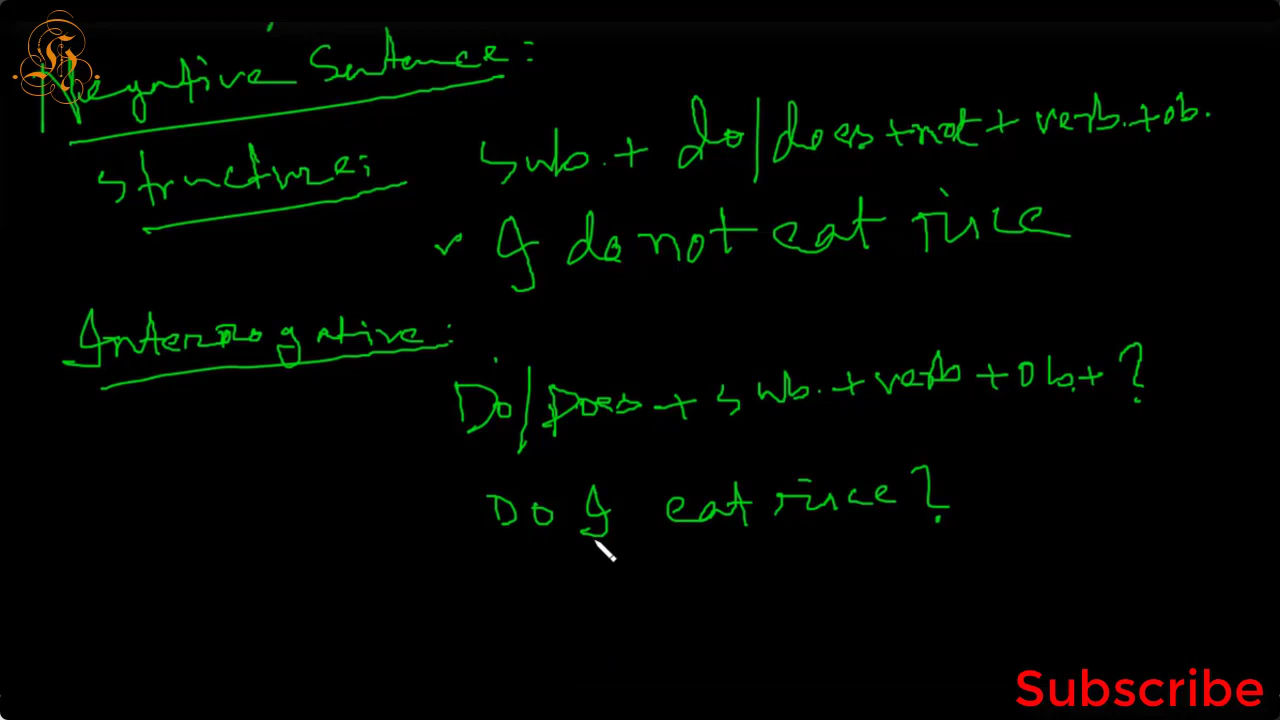 Negative Sentence:
structure: sub. + do/does+not + verb.+ob.
I do not eat rice
Interrogative:
Do/Does + sub. + verb + ob. + ?
Do I eat rice?
Subscribe